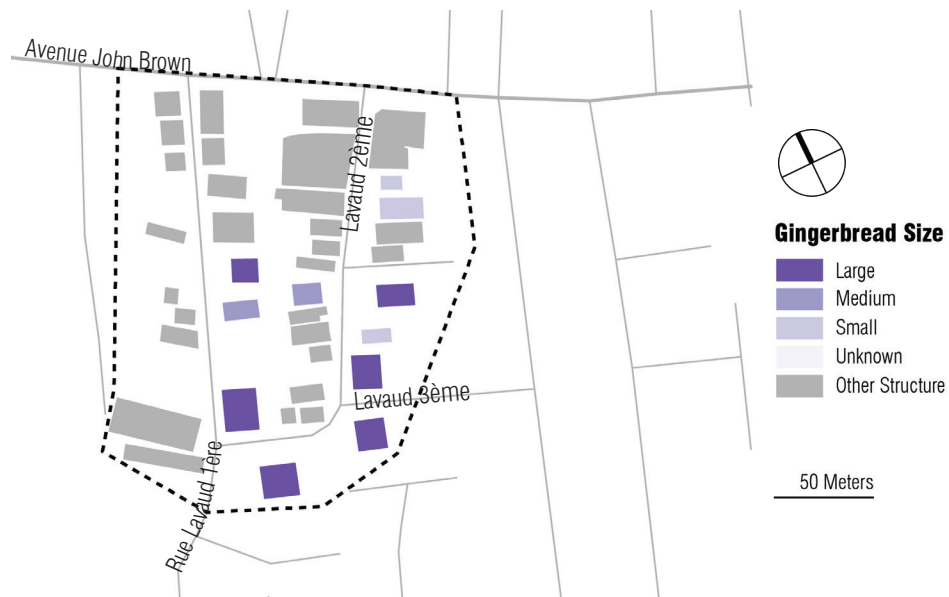 Avenue John Brown
Lavaud 2ème
Lavaud 3ème
Rue Lavaud 1ère
Gingerbread Size
Large
Medium
Small
Unknown
Other Structure
50 Meters